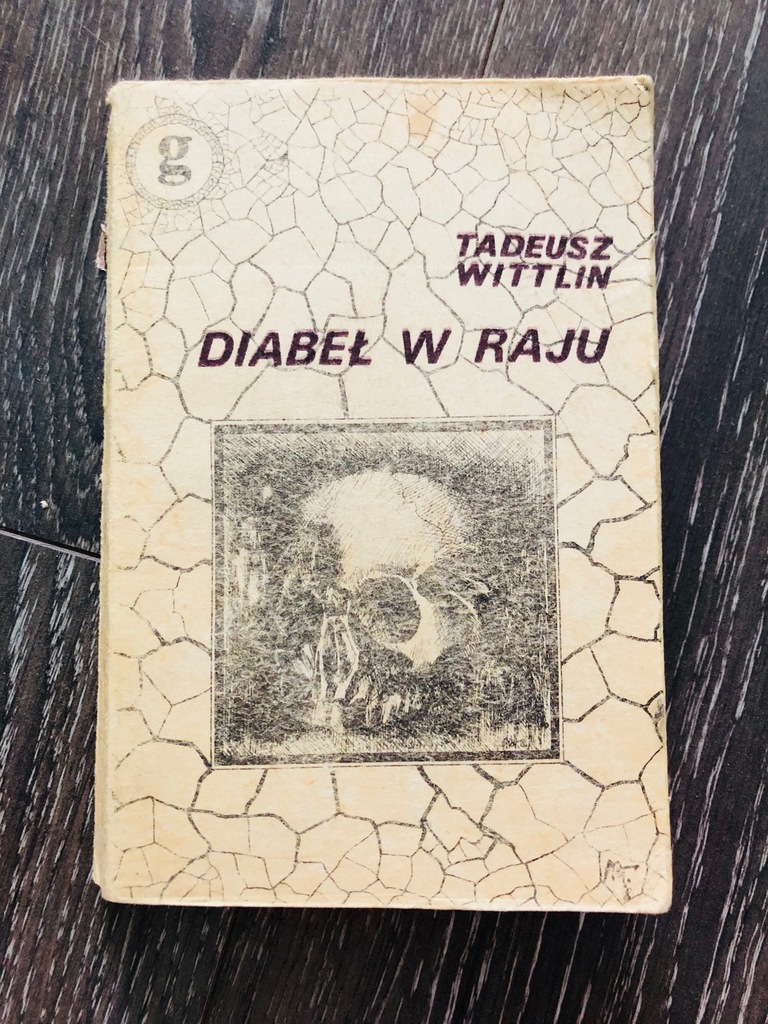 g
TADEUSZ
WITTLIN
DIABEŁ W RAJU